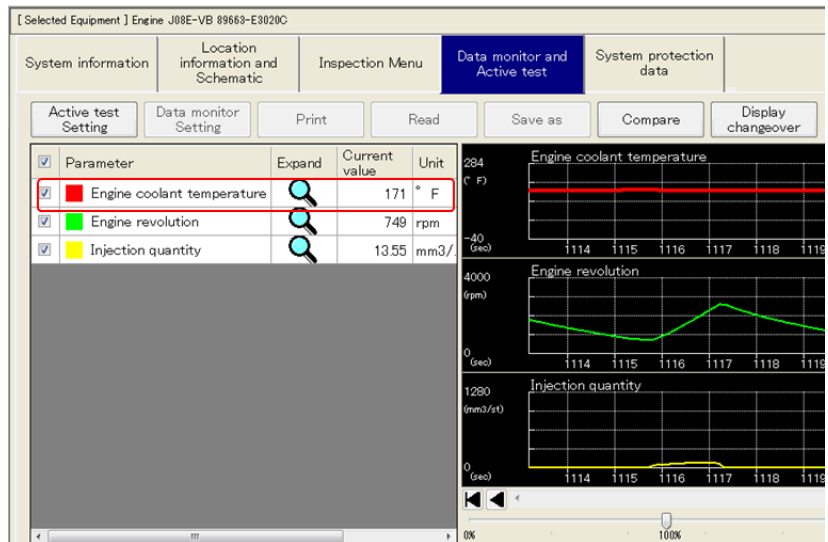 [ Selected Equipment ] Engine J08E-VB 89663-E3020C
System information
Location
information and
Schematic
Inspection Menu
Data monitor and
Active test
System protection
data
Active test
Setting
Data monitor
Setting
Print
Read
Save as
Compare
Display
changeover
Parameter
Expand
Current
value
Unit
Engine coolant temperature
171
° F
Engine revolution
749
rpm
Injection quantity
13.55
mm3/.
284
(° F)
Engine coolant temperature
-40
(sec)
1114 1115 1116 1117 1118 1119
4000
(rpm)
Engine revolution
0
(sec)
1114 1115 1116 1117 1118 1119
1280
(mm3/st)
Injection quantity
0
(sec)
1114 1115 1116 1117 1118 1119
0%
100%